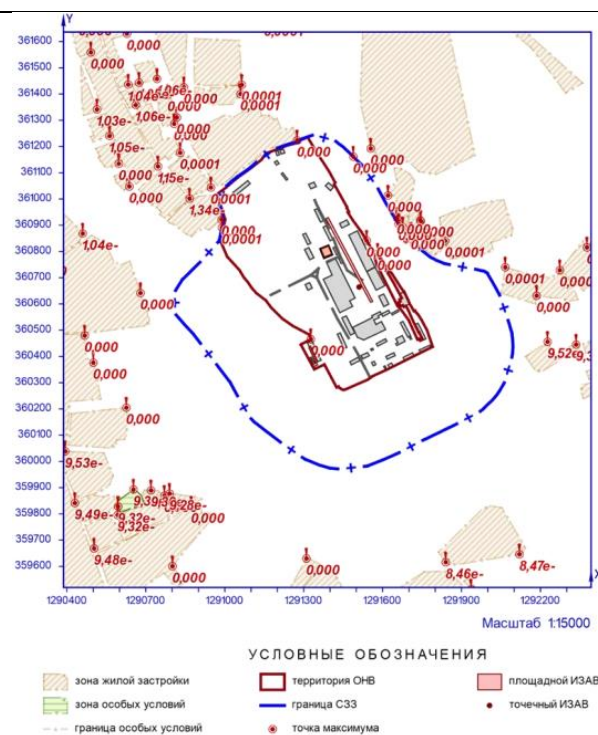 Y
361600
361500
361400
361300
361200
361100
361000
360900
360800
360700
360600
360500
360400
360300
360200
360100
360000
359900
359800
359700
359600
0,000
0,000
0,0001
0,000
0,0001
1,03e-
1,06e-
1,05e-
0,000
0,0001
0,000
1,15e-
0,000
0,000
0,0001
1,34e-
0,000
0,000
0,0001
0,0001
1,04e-
0,000
0,000
0,0001
0,000
0,000
0,000
0,000
0,000
0,000
9,52e-
0,000
9,53e-
9,49e-
9,32e-
9,32e-
9,28e-
0,000
9,48e-
0,000
0,000
8,46e-
8,47e-
X
1290400 1290700 1291000 1291300 1291600 1291900 1292200
Масштаб 1:15000
УСЛОВНЫЕ ОБОЗНАЧЕНИЯ
зона жилой застройки территория ОНВ площадной ИЗАВ
зона особых условий граница СЗЗ точечный ИЗАВ
граница особых условий точка максимума